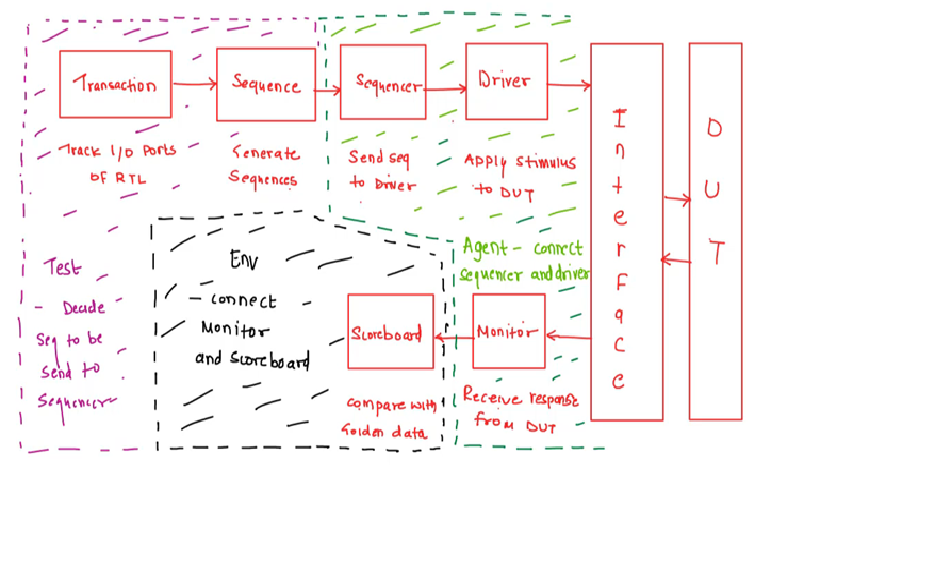 Transaction
Sequence
Sequencer
Driver
Interface
DUT
Track I/O Ports
of RTL
Generate
Sequences
Send seq
to Driver
Apply stimulus
to DUT
Test
- Decide
Seq to be
send to
Sequencer
Env
- connect
Monitor
and Scoreboard
Scoreboard
Compare with
Golden data
Agent - connect
sequencer and driver
Monitor
Receive response
from DUT